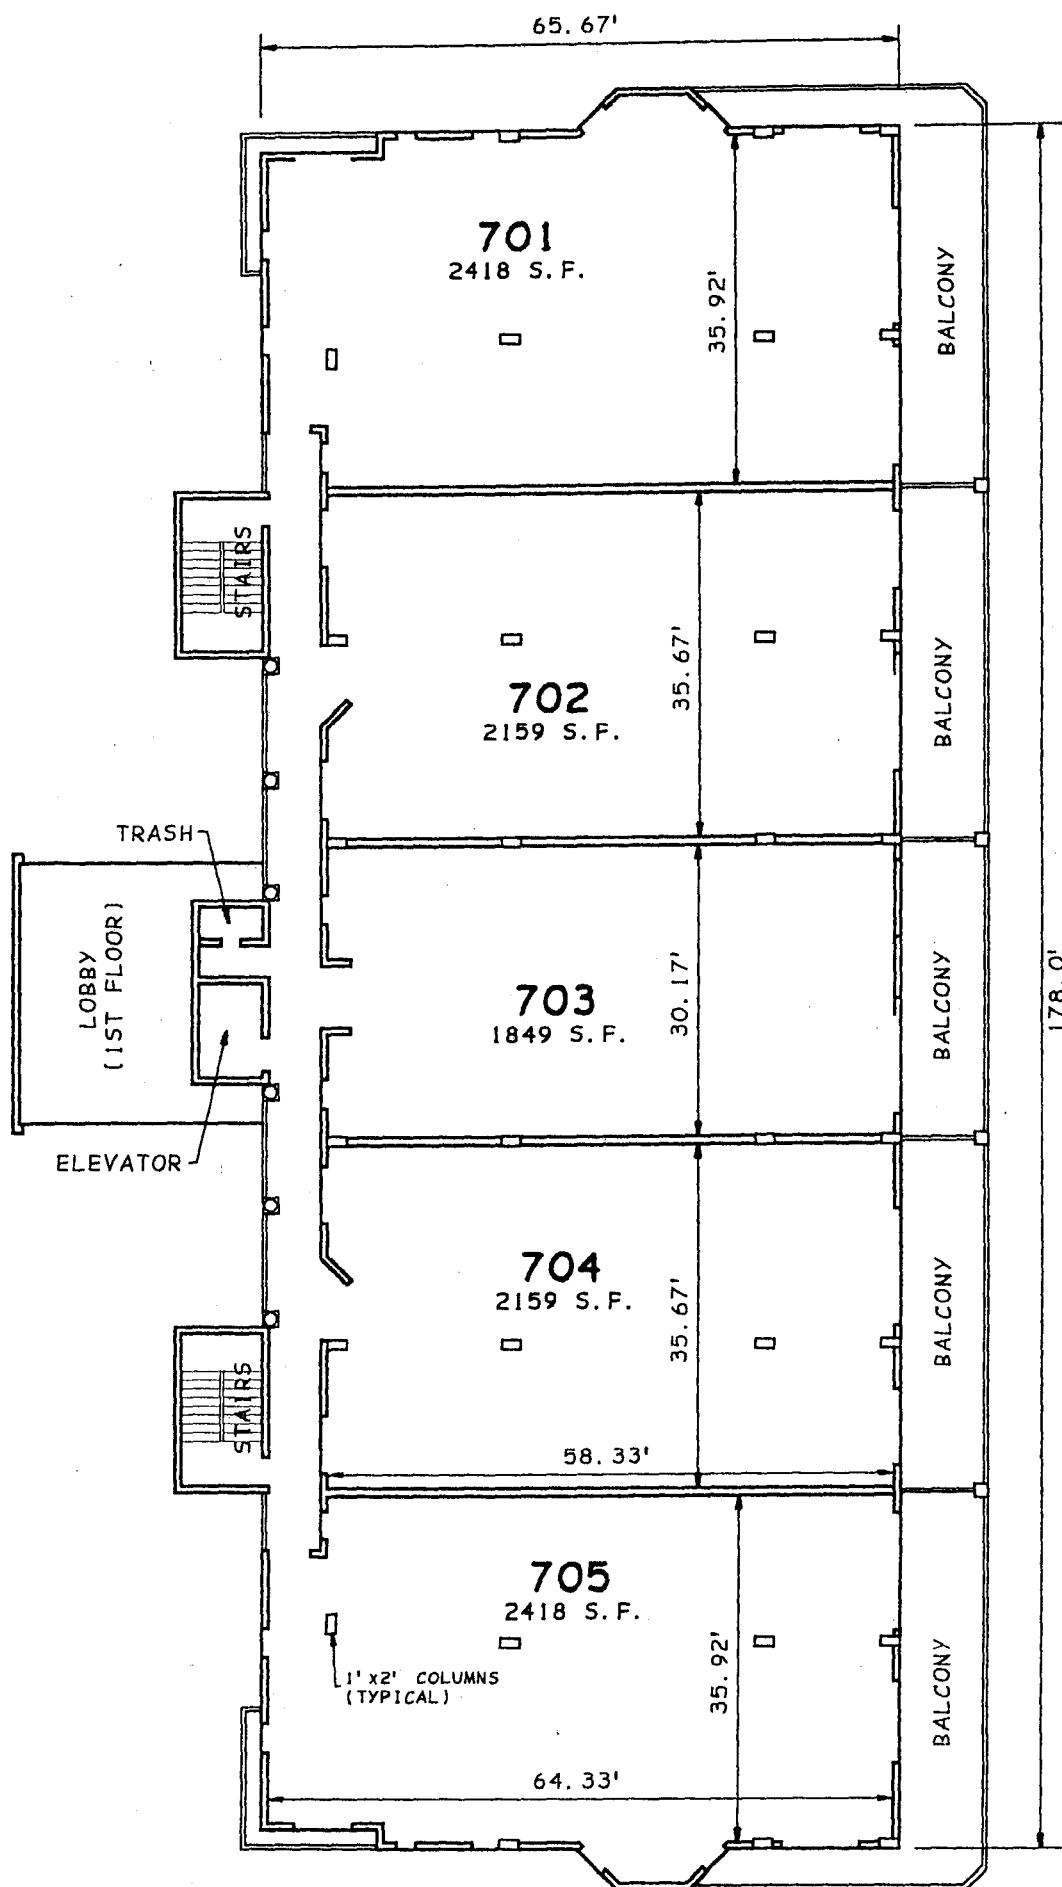 65.67'
701
2418 S.F.
35.92'
BALCONY
STAIRS
702
2159 S.F.
35.67'
BALCONY
TRASH
LOBBY
(1ST FLOOR)
703
1849 S.F.
30.17'
BALCONY
178.0'
ELEVATOR
704
2159 S.F.
35.67'
BALCONY
STAIRS
58.33'
705
2418 S.F.
35.92'
1'x2' COLUMNS
(TYPICAL)
BALCONY
64.33'